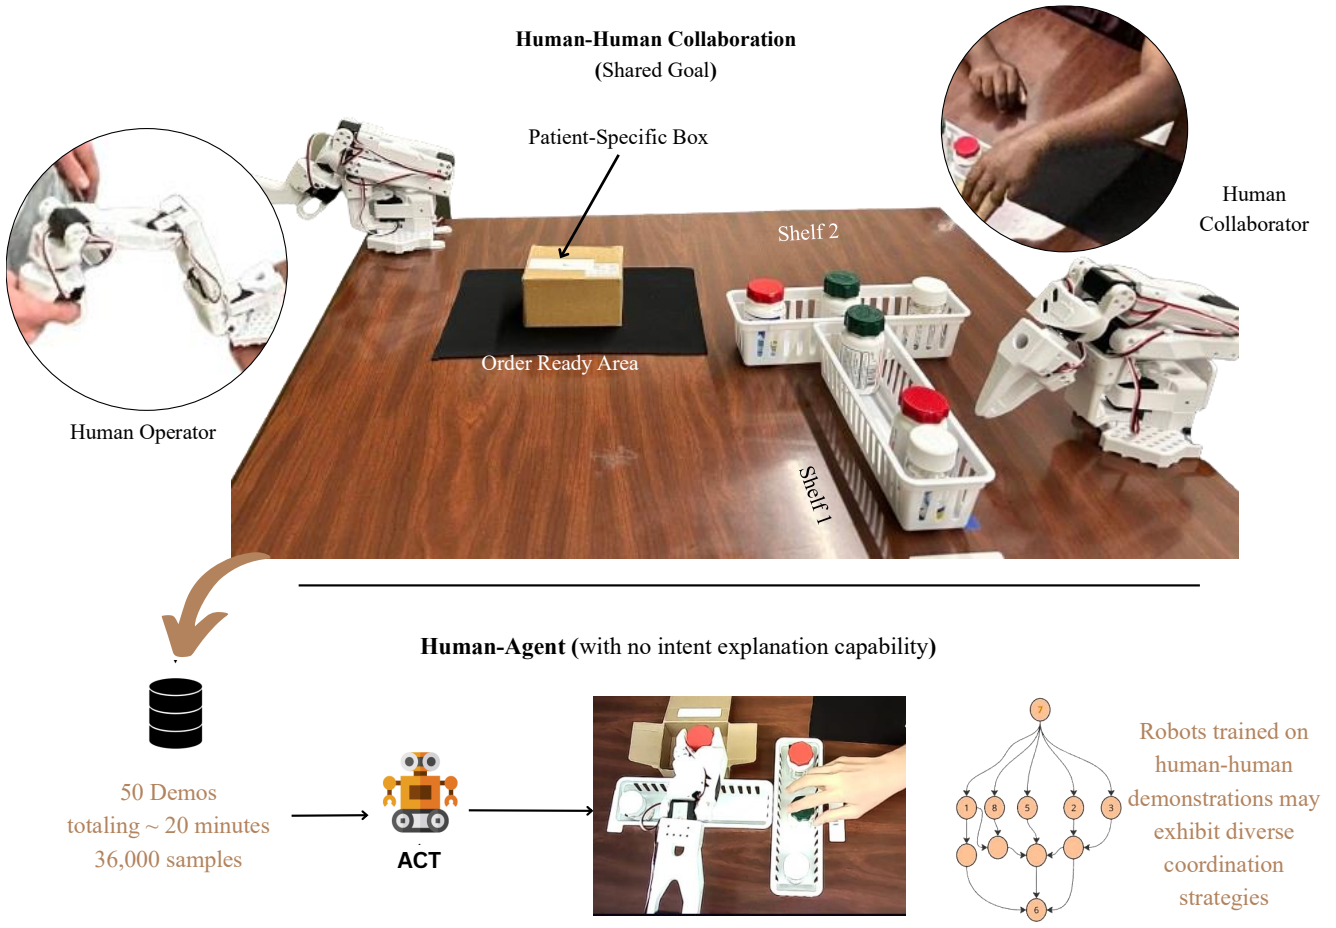 Human-Human Collaboration
(Shared Goal)
Patient-Specific Box
Human
Collaborator
Shelf 2
Order Ready Area
Human Operator
Shelf 1
Human-Agent (with no intent explanation capability)
50 Demos
totaling ~ 20 minutes
36,000 samples
ACT
7
1 8 5 2 3
6
Robots trained on
human-human
demonstrations may
exhibit diverse
coordination
strategies